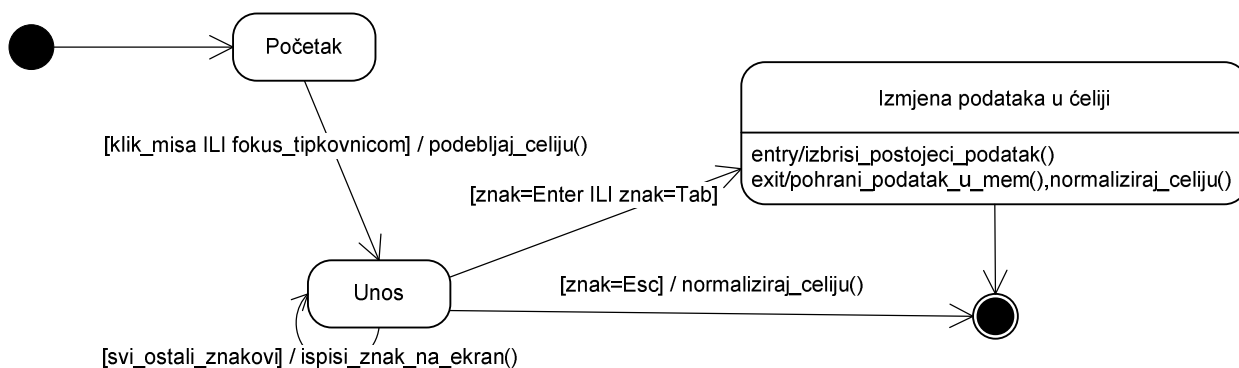 Početak
Izmjena podataka u ćeliji
[klik_misa ILI fokus_tipkovnicom] / podebljaj_celiju()
entry/izbrisi_postojeci_podatak()
exit/pohrani_podatak_u_mem(),normaliziraj_celiju()
[znak=Enter ILI znak=Tab]
[znak=Esc] / normaliziraj_celiju()
Unos
[svi_ostali_znakovi] / ispisi_znak_na_ekran()